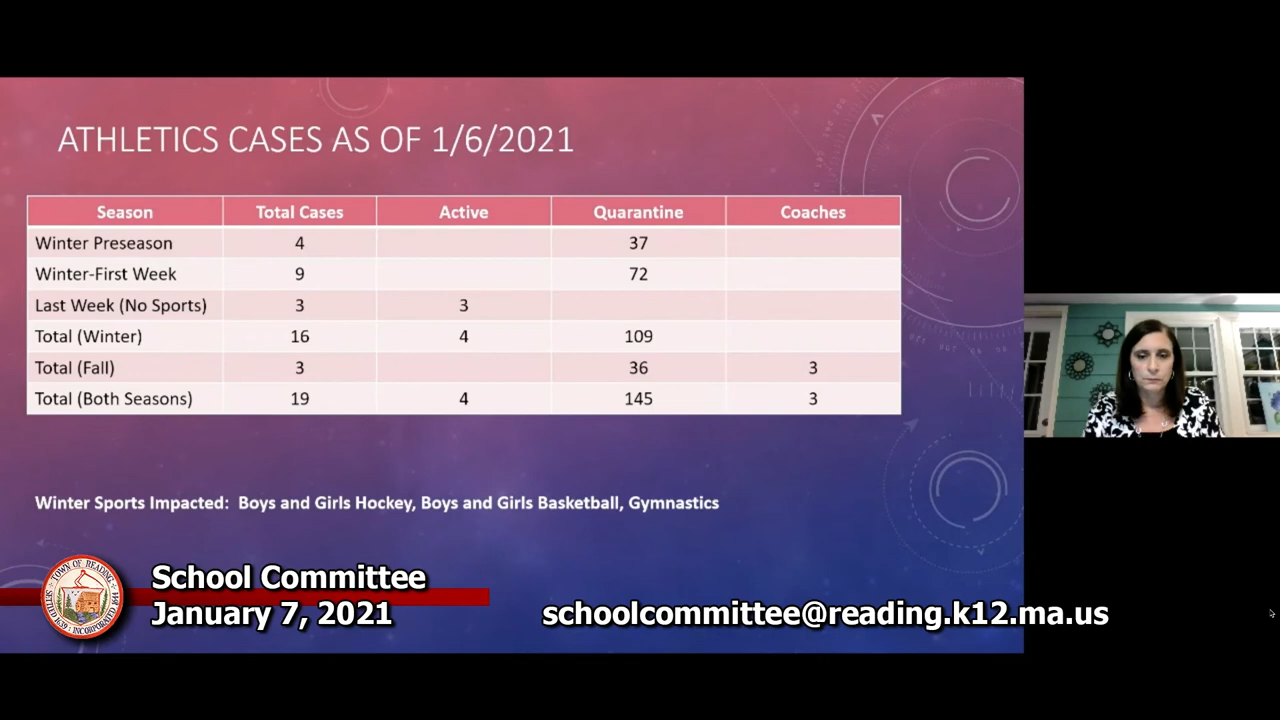 ATHLETICS CASES AS OF 1/6/2021
Season Total Cases Active Quarantine Coaches
Winter Preseason 4 37
Winter-First Week 9 72
Last Week (No Sports) 3 3
Total (Winter) 16 4 109
Total (Fall) 3 36 3
Total (Both Seasons) 19 4 145 3
Winter Sports Impacted: Boys and Girls Hockey, Boys and Girls Basketball, Gymnastics
TOWN OF READING
School Committee
January 7, 2021
schoolcommittee@reading.k12.ma.us